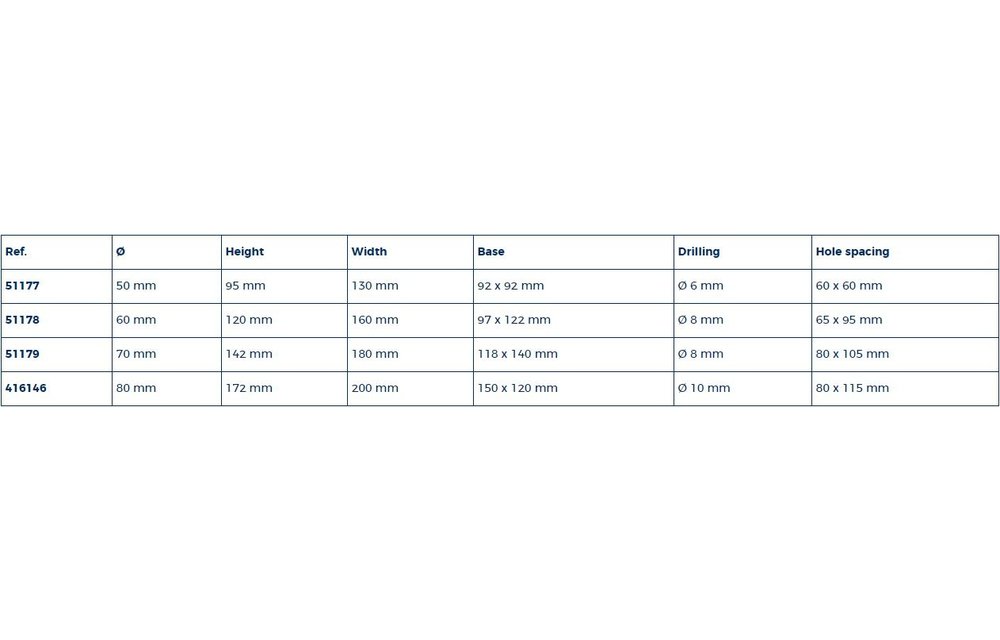 Ref. Ø Height Width Base Drilling Hole spacing
51177 50 mm 95 mm 130 mm 92 x 92 mm Ø 6 mm 60 x 60 mm
51178 60 mm 120 mm 160 mm 97 x 122 mm Ø 8 mm 65 x 95 mm
51179 70 mm 142 mm 180 mm 118 x 140 mm Ø 8 mm 80 x 105 mm
416146 80 mm 172 mm 200 mm 150 x 120 mm Ø 10 mm 80 x 115 mm